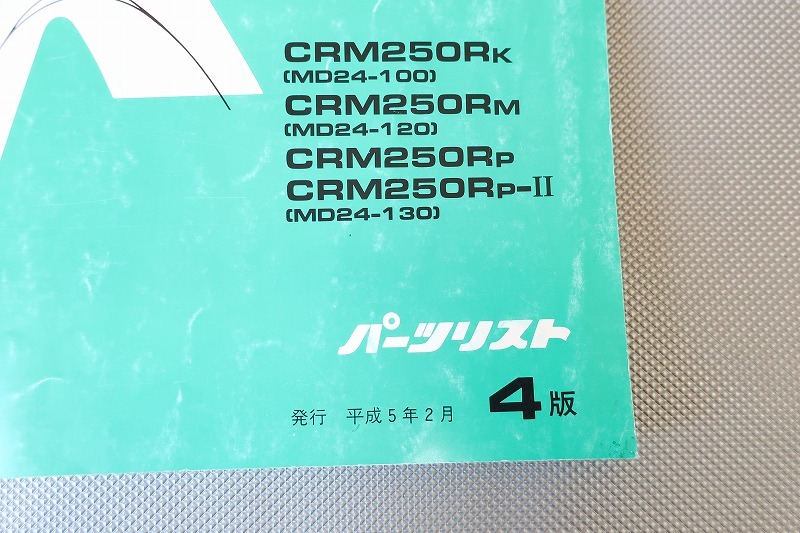 CRM250RK
(MD24-100)
CRM250RM
(MD24-120)
CRM250RP
CRM250RP-II
(MD24-130)
パーツリスト
発行 平成5年2月 4版